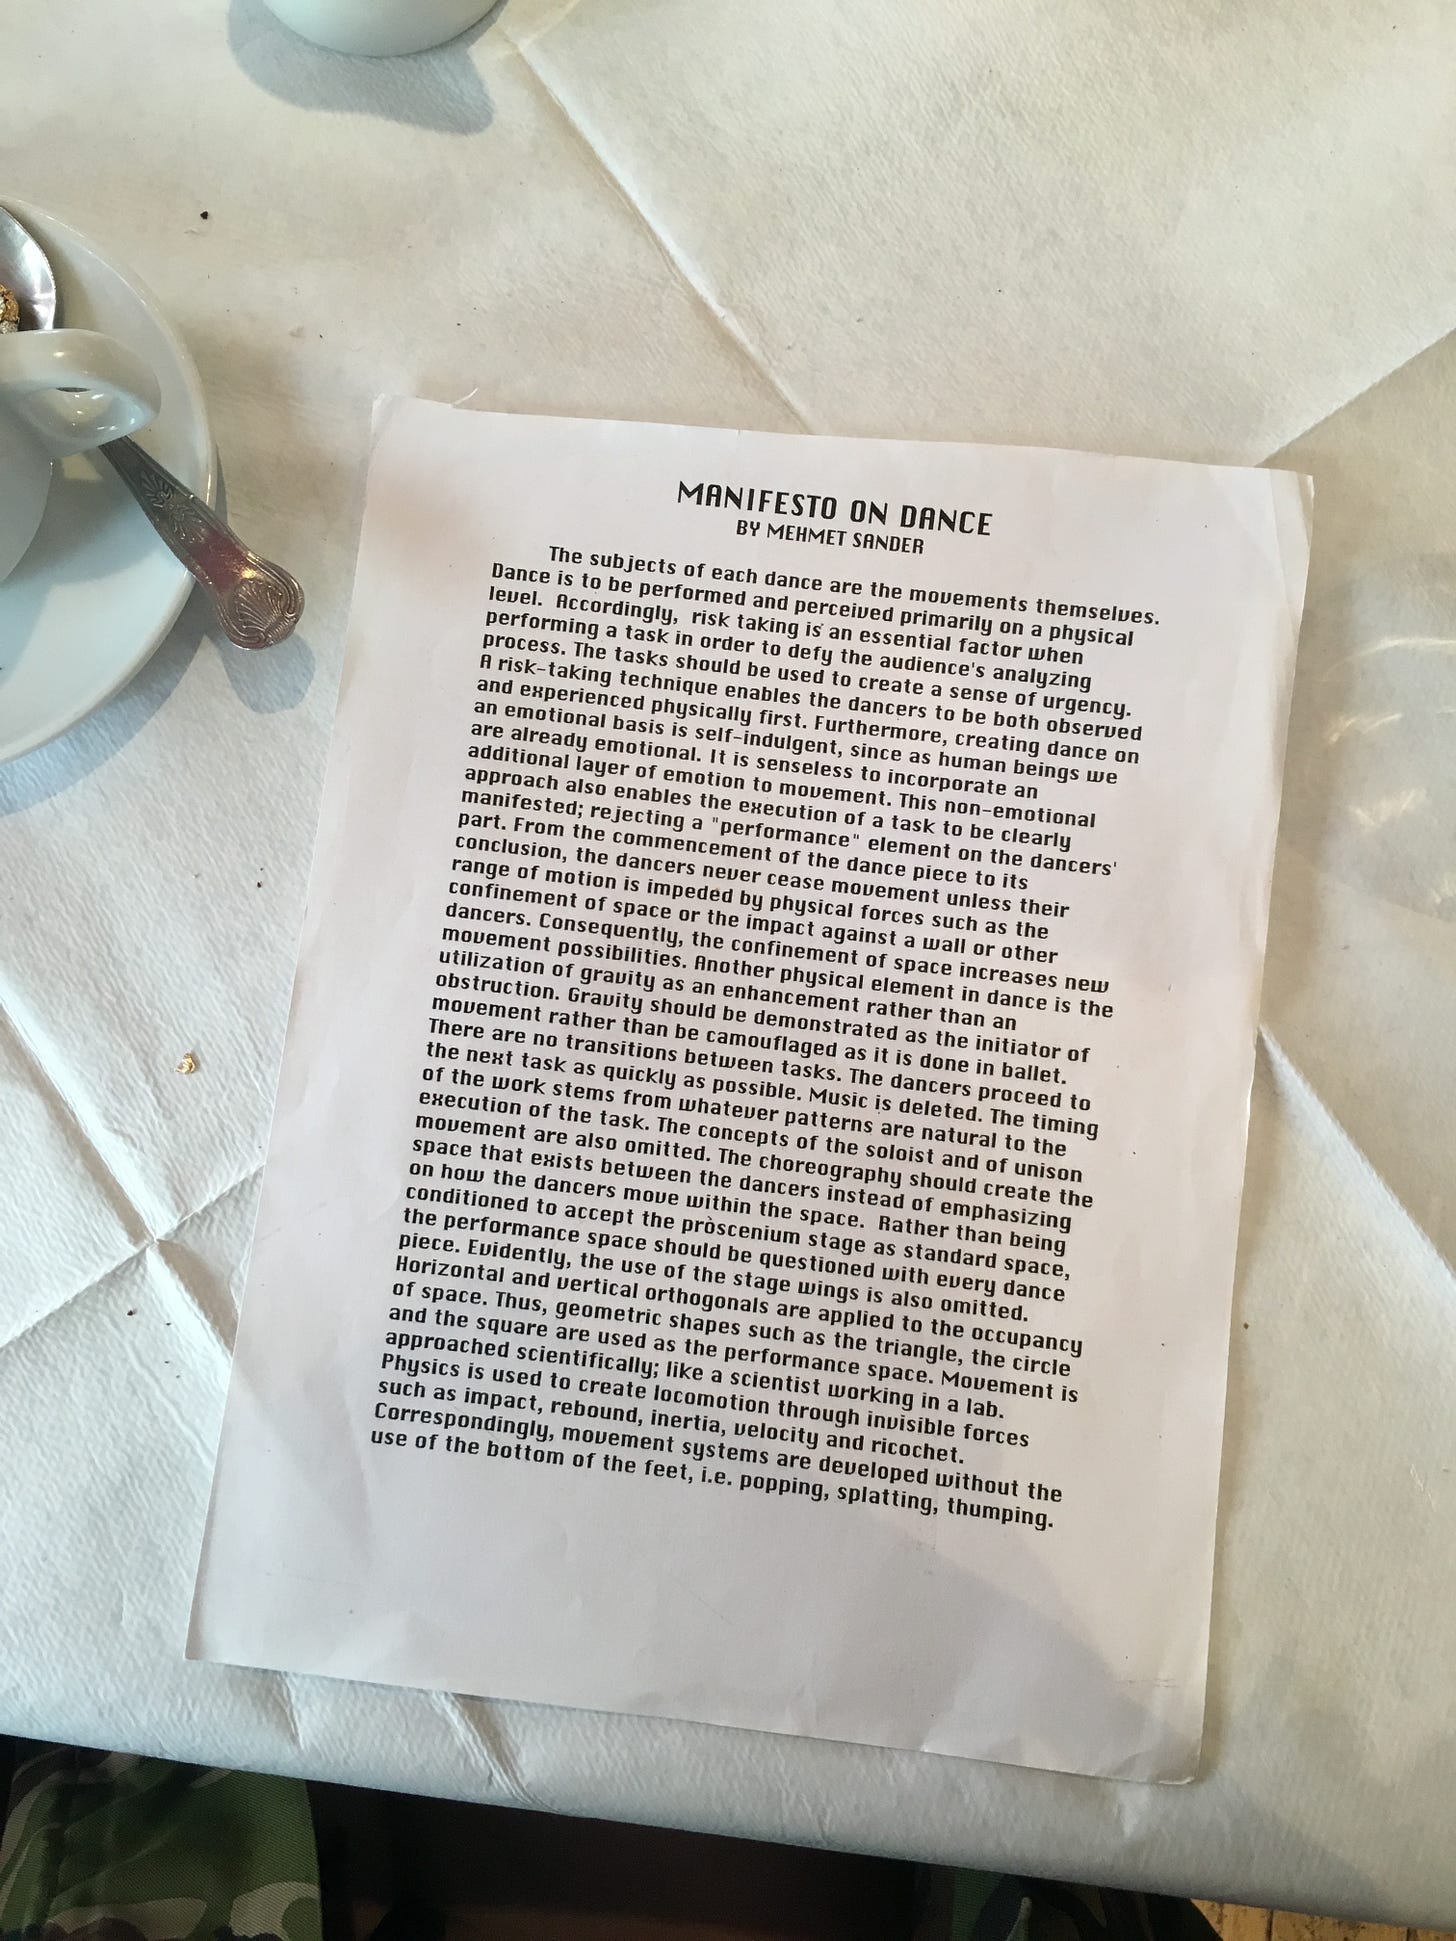 MANIFESTO ON DANCE
BY MEHMET SANDER
The subjects of each dance are the movements themselves.
Dance is to be performed and perceived primarily on a physical
level. Accordingly, risk taking is an essential factor when
performing a task in order to defy the audience's analyzing
process. The tasks should be used to create a sense of urgency.
A risk-taking technique enables the dancers to be both observed
and experienced physically first. Furthermore, creating dance on
an emotional basis is self-indulgent, since as human beings we
are already emotional. It is senseless to incorporate an
additional layer of emotion to movement. This non-emotional
approach also enables the execution of a task to be clearly
manifested; rejecting a "performance" element on the dancers'
part. From the commencement of the dance piece to its
conclusion, the dancers never cease movement unless their
range of motion is impeded by physical forces such as the
confinement of space or the impact against a wall or other
dancers. Consequently, the confinement of space increases new
movement possibilities. Another physical element in dance is the
utilization of gravity as an enhancement rather than an
obstruction. Gravity should be demonstrated as the initiator of
movement rather than be camouflaged as it is done in ballet.
There are no transitions between tasks. The dancers proceed to
the next task as quickly as possible. Music is deleted. The timing
of the work stems from whatever patterns are natural to the
execution of the task. The concepts of the soloist and of unison
movement are also omitted. The choreography should create the
space that exists between the dancers instead of emphasizing
on how the dancers move within the space. Rather than being
conditioned to accept the proscenium stage as standard space,
the performance space should be questioned with every dance
piece. Evidently, the use of the stage wings is also omitted.
Horizontal and vertical orthogonals are applied to the occupancy
of space. Thus, geometric shapes such as the triangle, the circle
and the square are used as the performance space. Movement is
approached scientifically; like a scientist working in a lab.
Physics is used to create locomotion through invisible forces
such as impact, rebound, inertia, velocity and ricochet.
Correspondingly, movement systems are developed without the
use of the bottom of the feet, i.e. popping, splatting, thumping.